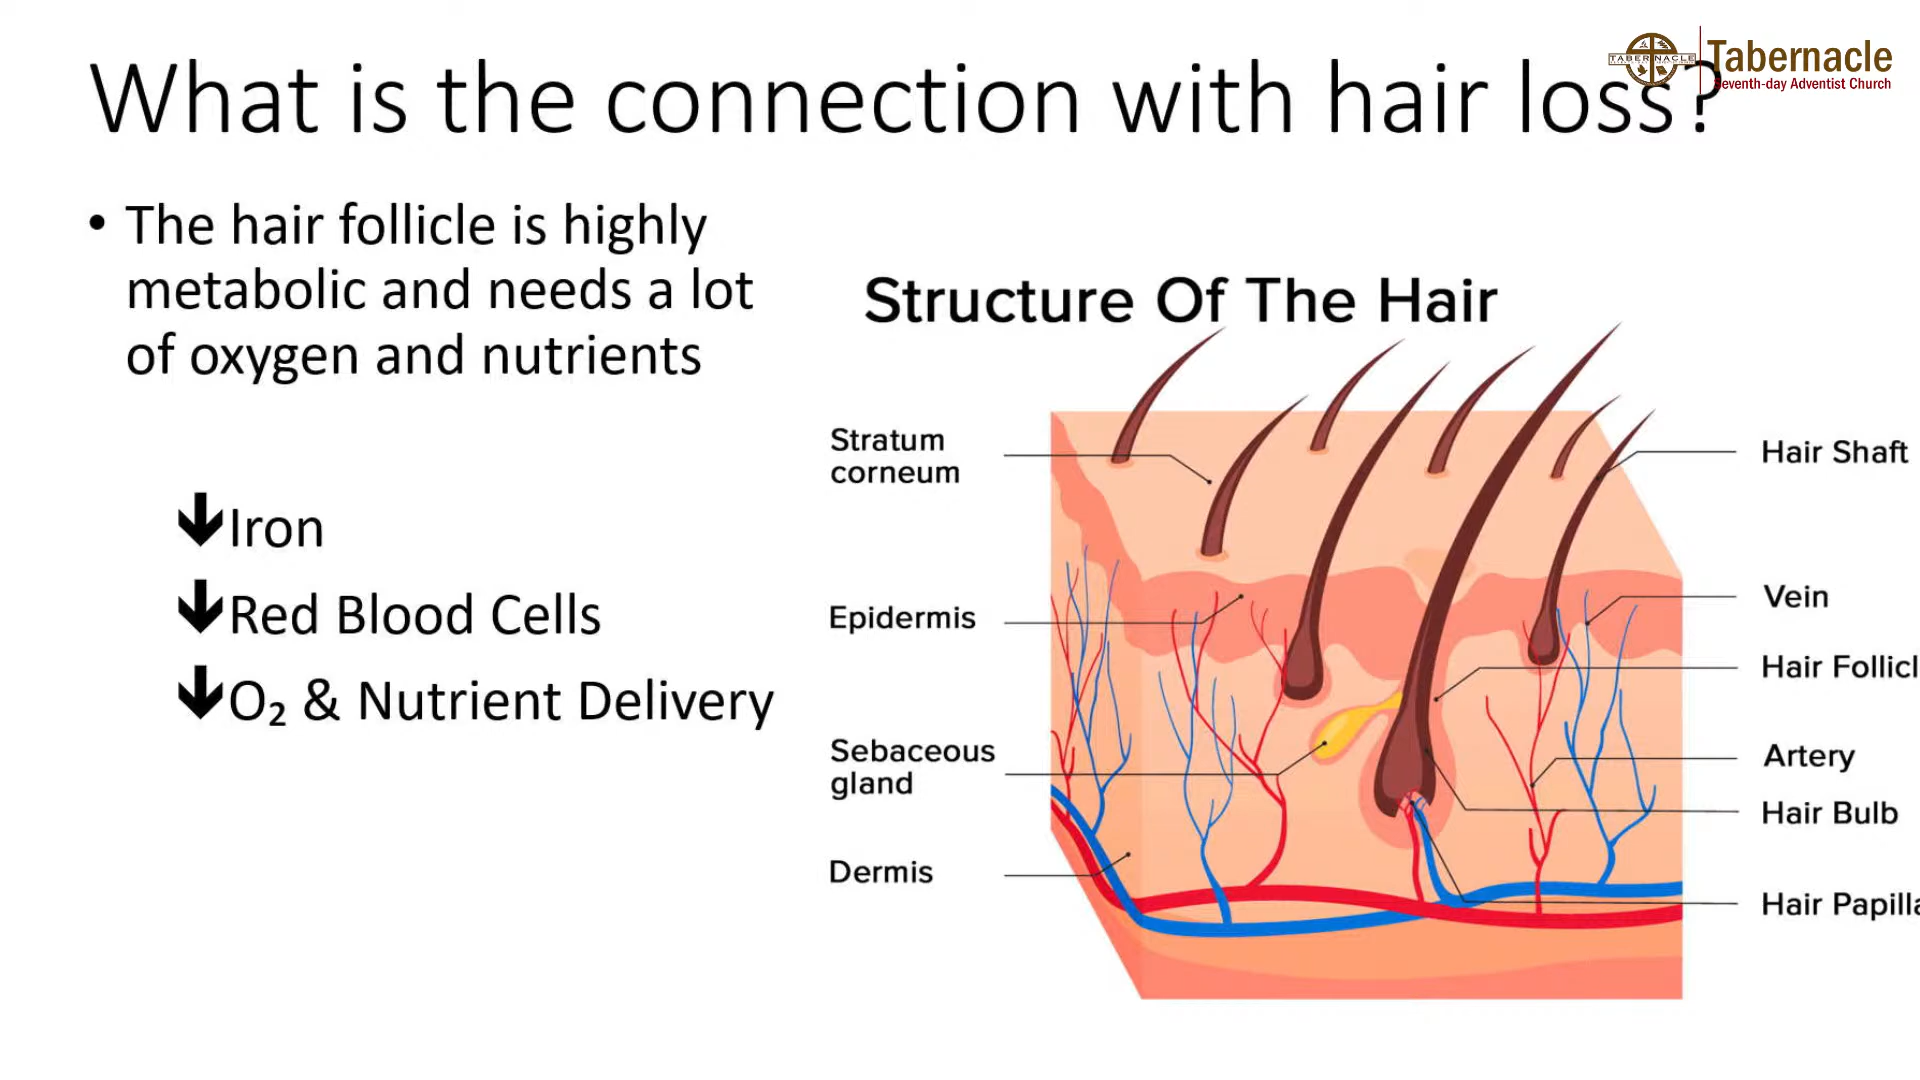 What is the connection with hair loss?
TABERNACLE
Tabernacle
Seventh-day Adventist Church
• The hair follicle is highly
metabolic and needs a lot
of oxygen and nutrients
🡻Iron
🡻Red Blood Cells
🡻O₂ & Nutrient Delivery
Structure Of The Hair
Stratum
corneum
Epidermis
Sebaceous
gland
Dermis
Hair Shaft
Vein
Hair Follicl
Artery
Hair Bulb
Hair Papilla